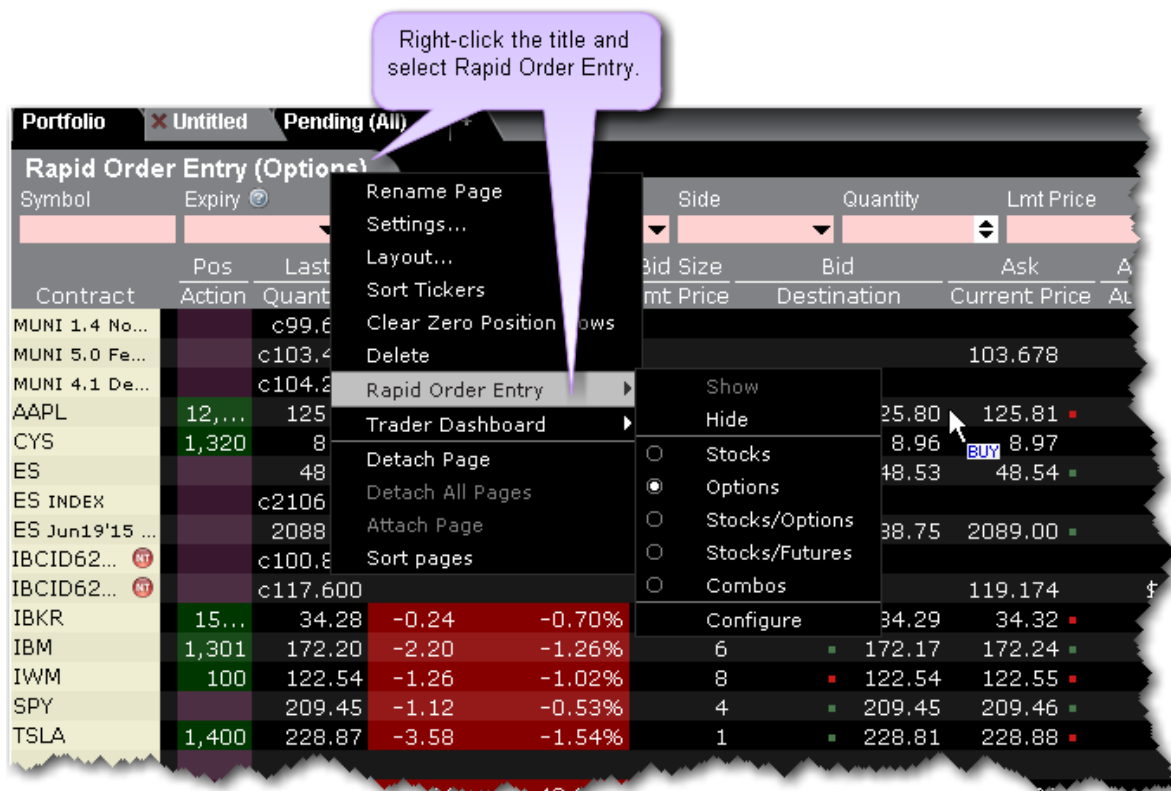 Right-click the title and
select Rapid Order Entry.
Portfolio Untitled Pending (All) +
Rapid Order Entry (Options)
Symbol Expiry Side Quantity Lmt Price
Pos Last Bid Size Bid Ask
Contract Action Destination Current Price
Rename Page
Settings...
Layout...
Sort Tickers
Clear Zero Position
Delete
Rapid Order Entry
Trader Dashboard
Detach Page
Detach All Pages
Attach Page
Sort pages
Show
Hide
Stocks
Options
Stocks/Options
Stocks/Futures
Combos
Configure
MUNI 1.4 No...
MUNI 5.0 Fe... 103.678
MUNI 4.1 De...
AAPL 12,... 125 25.80 125.81
BUY
CYS 1,320 8 8.96 8.97
ES 48 48.53 48.54
ES INDEX c2106
ES Jun19'15 ... 2088 88.75 2089.00
IBCID62... NT c100.8
IBCID62... NT c117.600 119.174
IBKR 15... 34.28 -0.24 -0.70% 34.29 34.32
IBM 1,301 172.20 -2.20 -1.26% 6 172.17 172.24
IWM 100 122.54 -1.26 -1.02% 8 122.54 122.55
SPY 209.45 -1.12 -0.53% 4 209.45 209.46
TSLA 1,400 228.87 -3.58 -1.54% 1 228.81 228.88